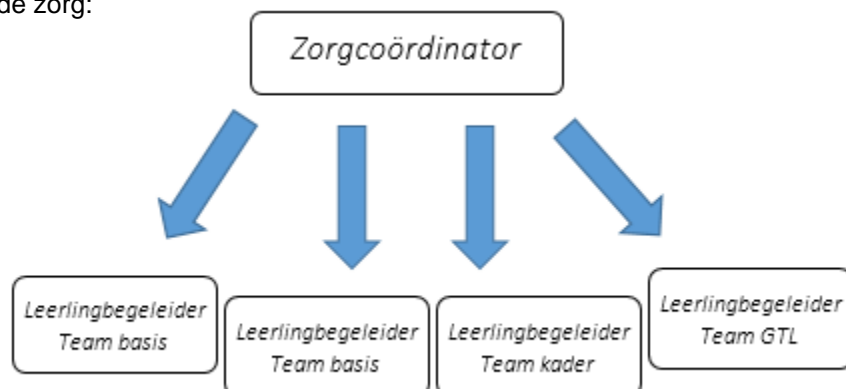 de zorg:
Zorgcoördinator
Leerlingbegeleider
Team basis
Leerlingbegeleider
Team basis
Leerlingbegeleider
Team kader
Leerlingbegeleider
Team GTL